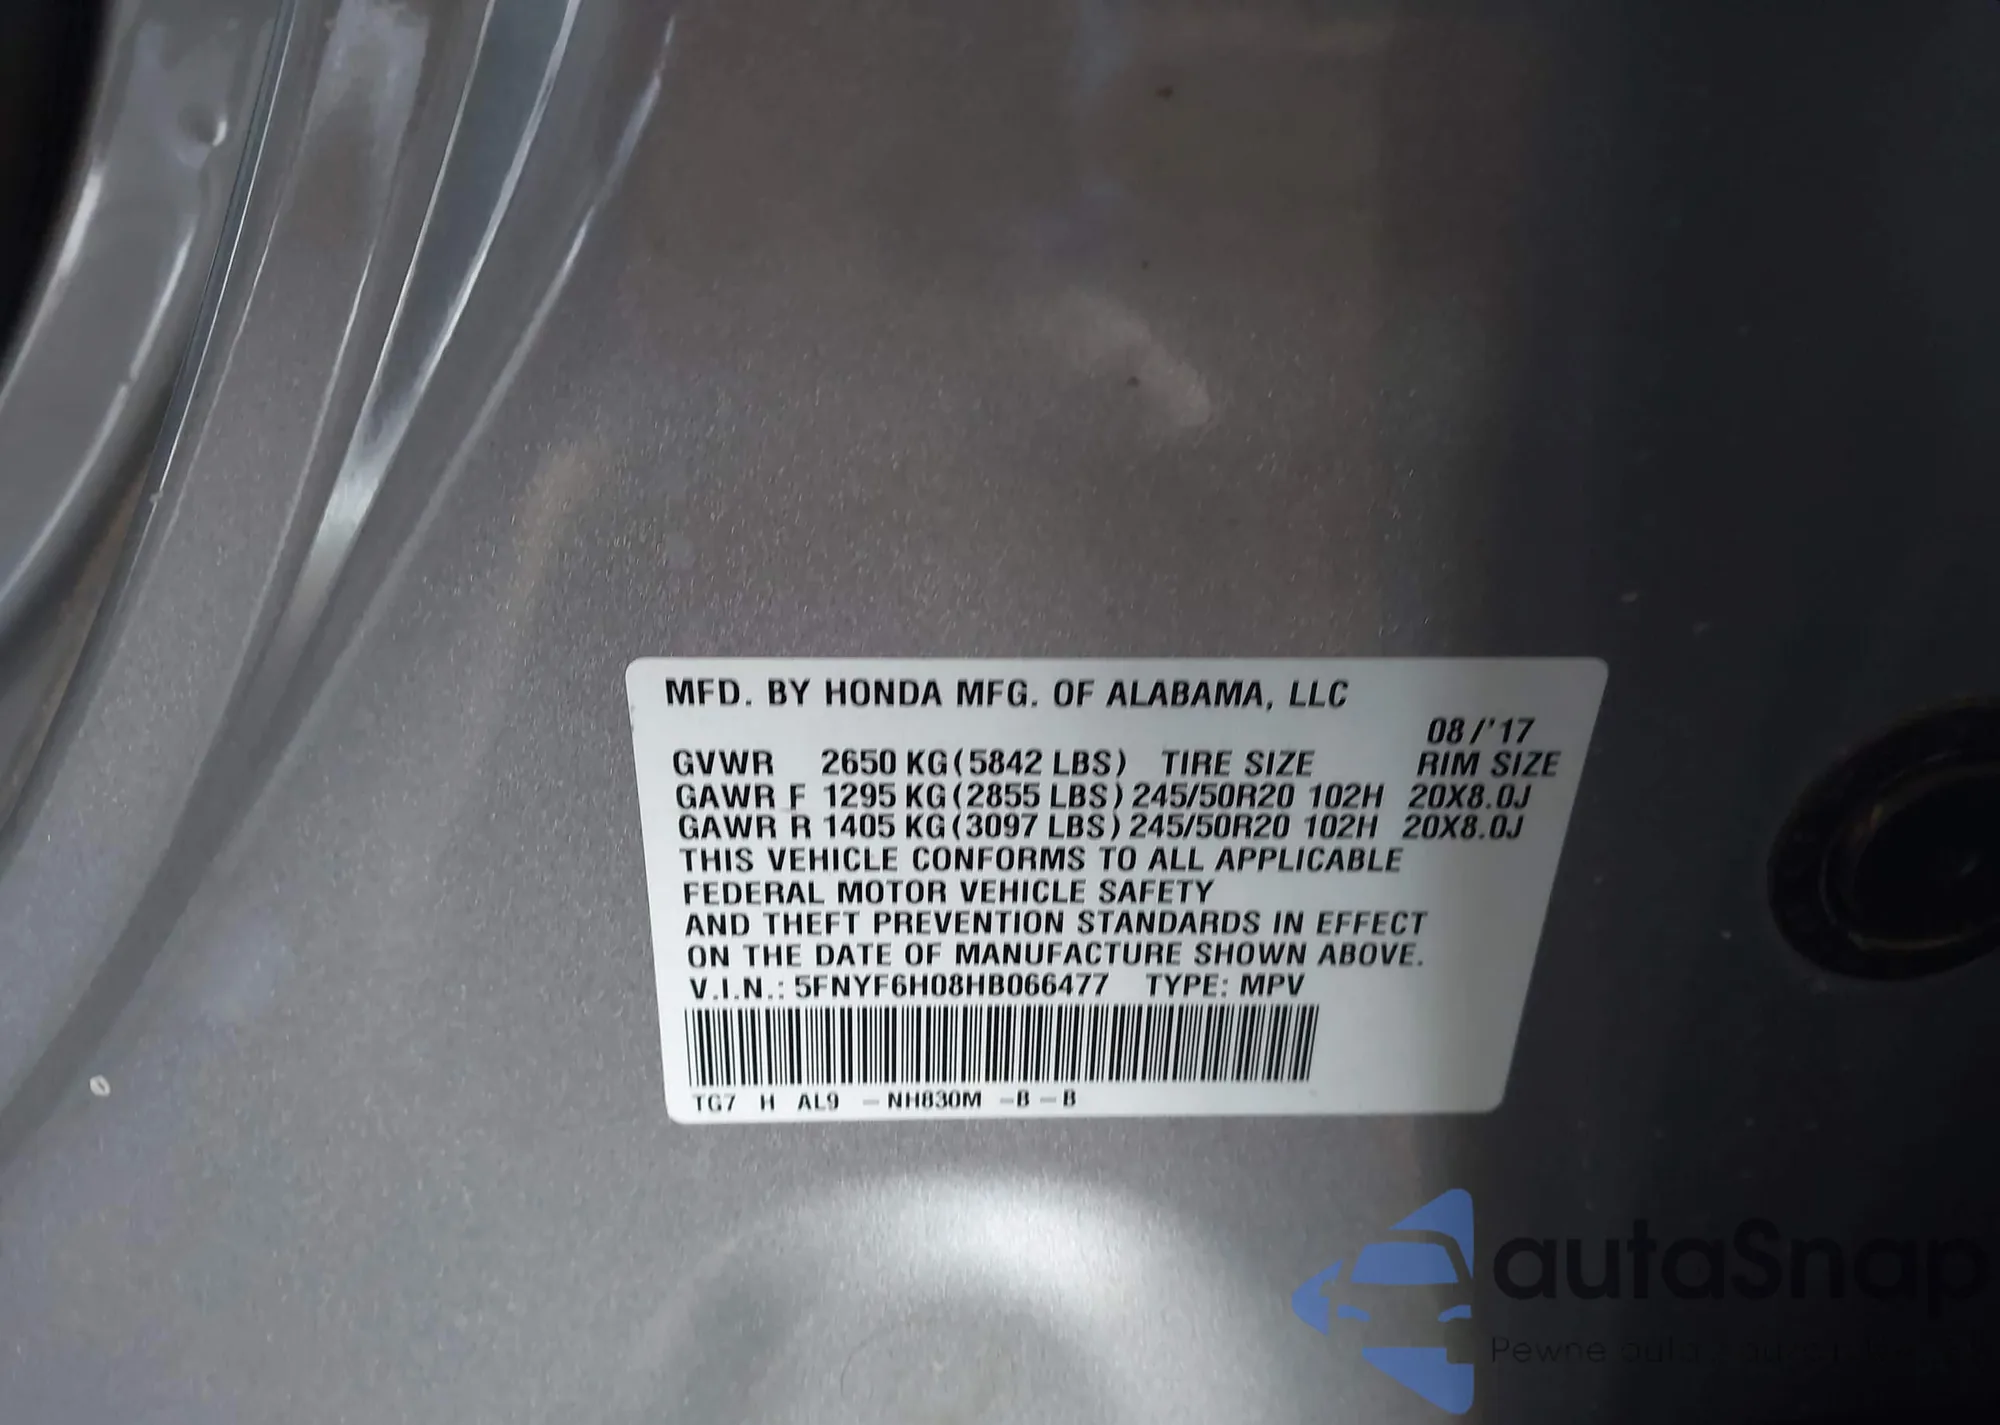 MFD. BY HONDA MFG. OF ALABAMA, LLC
08/'17
GVWR 2650 KG (5842 LBS) TIRE SIZE RIM SIZE
GAWR F 1295 KG (2855 LBS) 245/50R20 102H 20X8.0J
GAWR R 1405 KG (3097 LBS) 245/50R20 102H 20X8.0J
THIS VEHICLE CONFORMS TO ALL APPLICABLE
FEDERAL MOTOR VEHICLE SAFETY
AND THEFT PREVENTION STANDARDS IN EFFECT
ON THE DATE OF MANUFACTURE SHOWN ABOVE.
V.I.N.: 5FNYF6H08HB066477 TYPE: MPV
TG7 H AL9 -NH830M -B-B
autaSnap
Pewne auta z